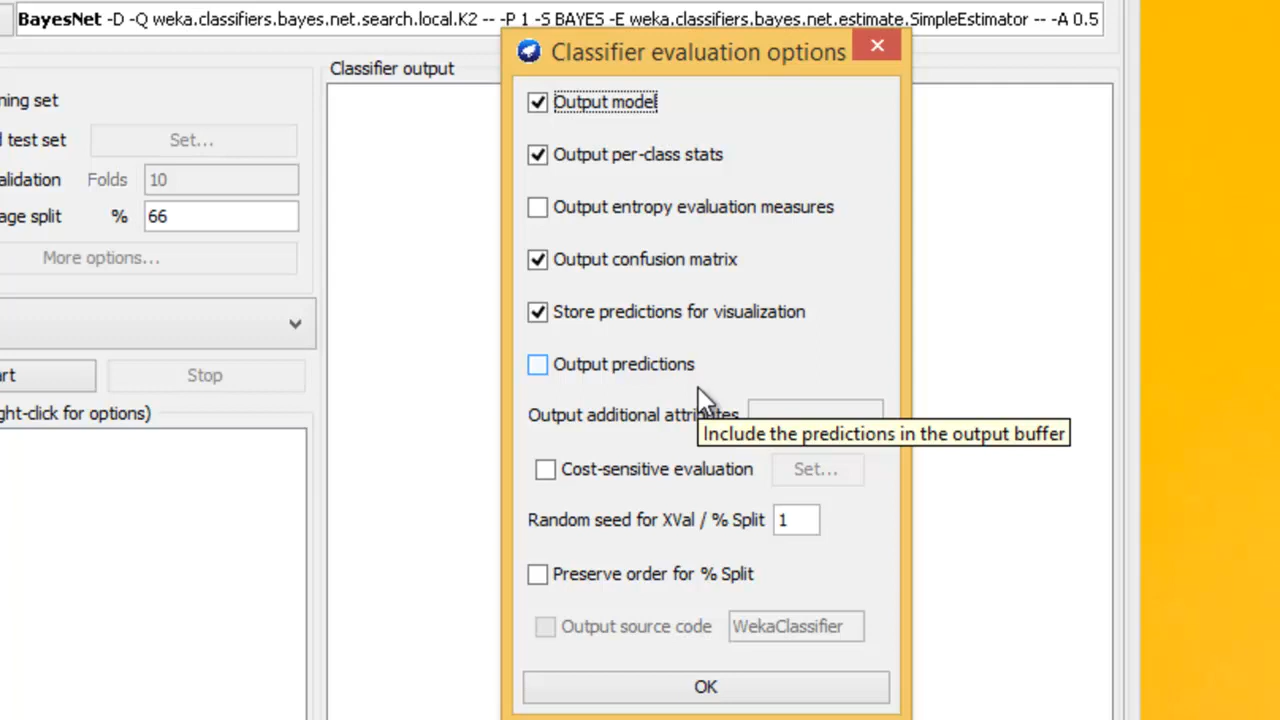 BayesNet -D -Q weka.classifiers.bayes.net.search.local.K2 -- -P 1 -S BAYES -E weka.classifiers.bayes.net.estimate.SimpleEstimator -- -A 0.5
Classifier evaluation options
Classifier output
ning set
test set
Set...
alidation
Folds
10
age split
%
66
More options...
rt
Stop
ght-click for options)
Output model
Output per-class stats
Output entropy evaluation measures
Output confusion matrix
Store predictions for visualization
Output predictions
Output additional attributes
Include the predictions in the output buffer
Cost-sensitive evaluation
Set...
Random seed for XVal / % Split
1
Preserve order for % Split
Output source code
WekaClassifier
OK